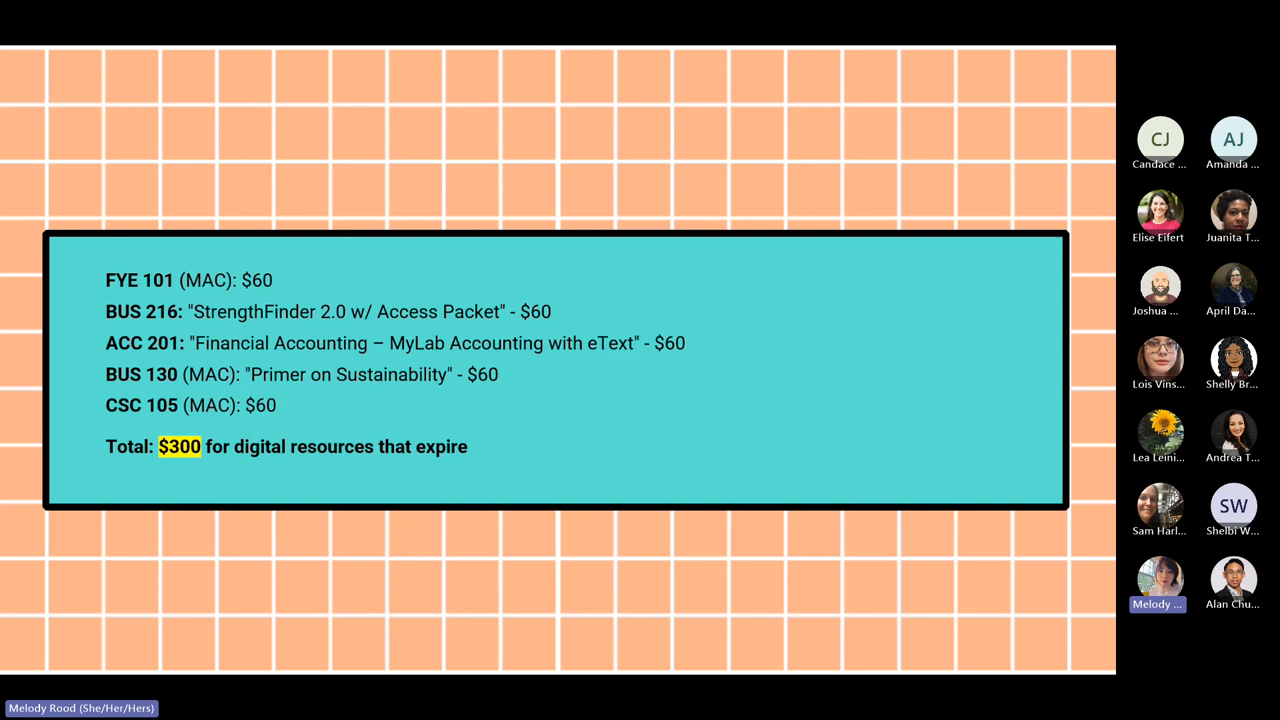 FYE 101 (MAC): $60
BUS 216: "StrengthFinder 2.0 w/ Access Packet" - $60
ACC 201: "Financial Accounting – MyLab Accounting with eText" - $60
BUS 130 (MAC): "Primer on Sustainability" - $60
CSC 105 (MAC): $60
Total: $300 for digital resources that expire
CJ
AJ
Candace ...
Amanda ...
Elise Eifert
Juanita T...
Joshua ...
April Da...
Lois Vins...
Shelly Br...
Lea Leini...
Andrea T...
SW
Sam Harl...
Shelbi W...
Melody ...
Alan Chu...
Melody Rood (She/Her/Hers)